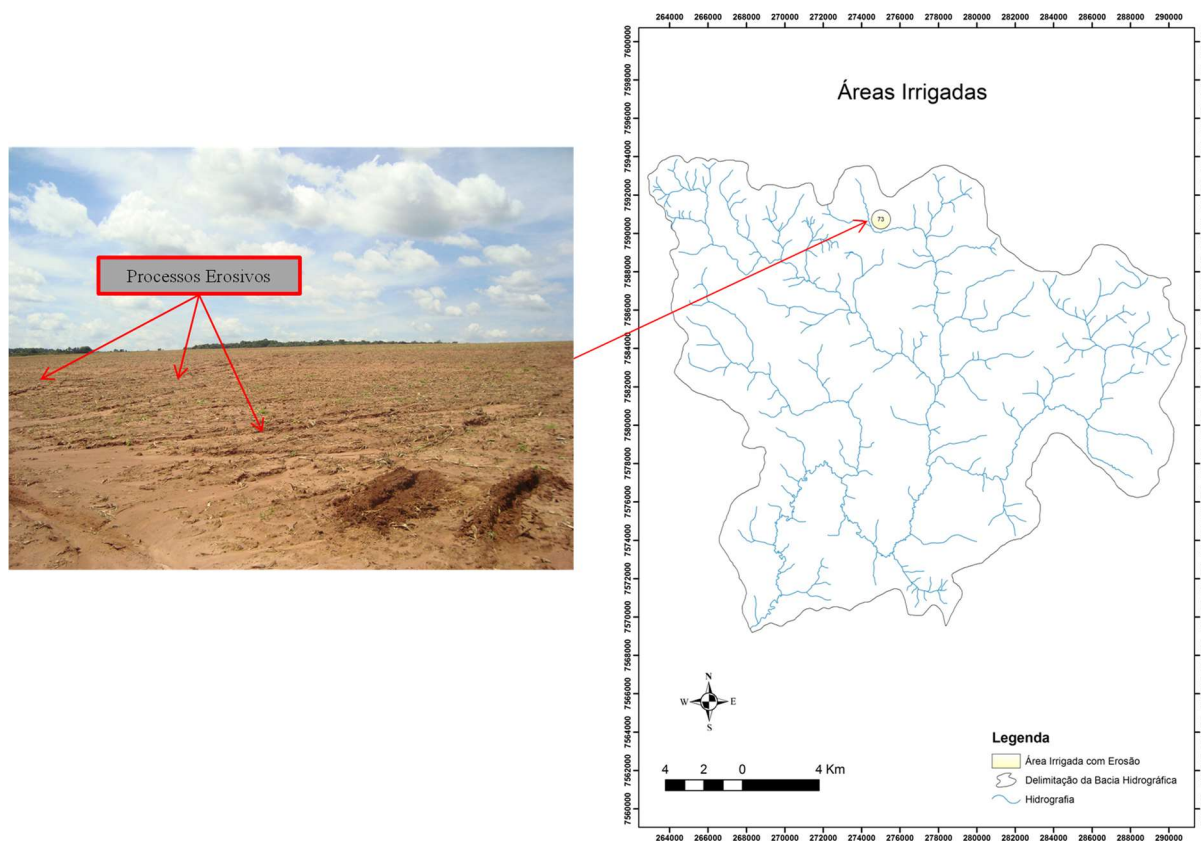 Processos Erosivos
264000 266000 268000 270000 272000 274000 276000 278000 280000 282000 284000 286000 288000 290000
7600000
7598000
7596000
7594000
7592000
7590000
7588000
7586000
7584000
7582000
7580000
7578000
7576000
7574000
7572000
7570000
7568000
7566000
7564000
7562000
7560000
Áreas Irrigadas
73
N
W E
S
4 2 0 4 Km
Legenda
Área Irrigada com Erosão
Delimitação da Bacia Hidrográfica
Hidrografia
264000 266000 268000 270000 272000 274000 276000 278000 280000 282000 284000 286000 288000 290000